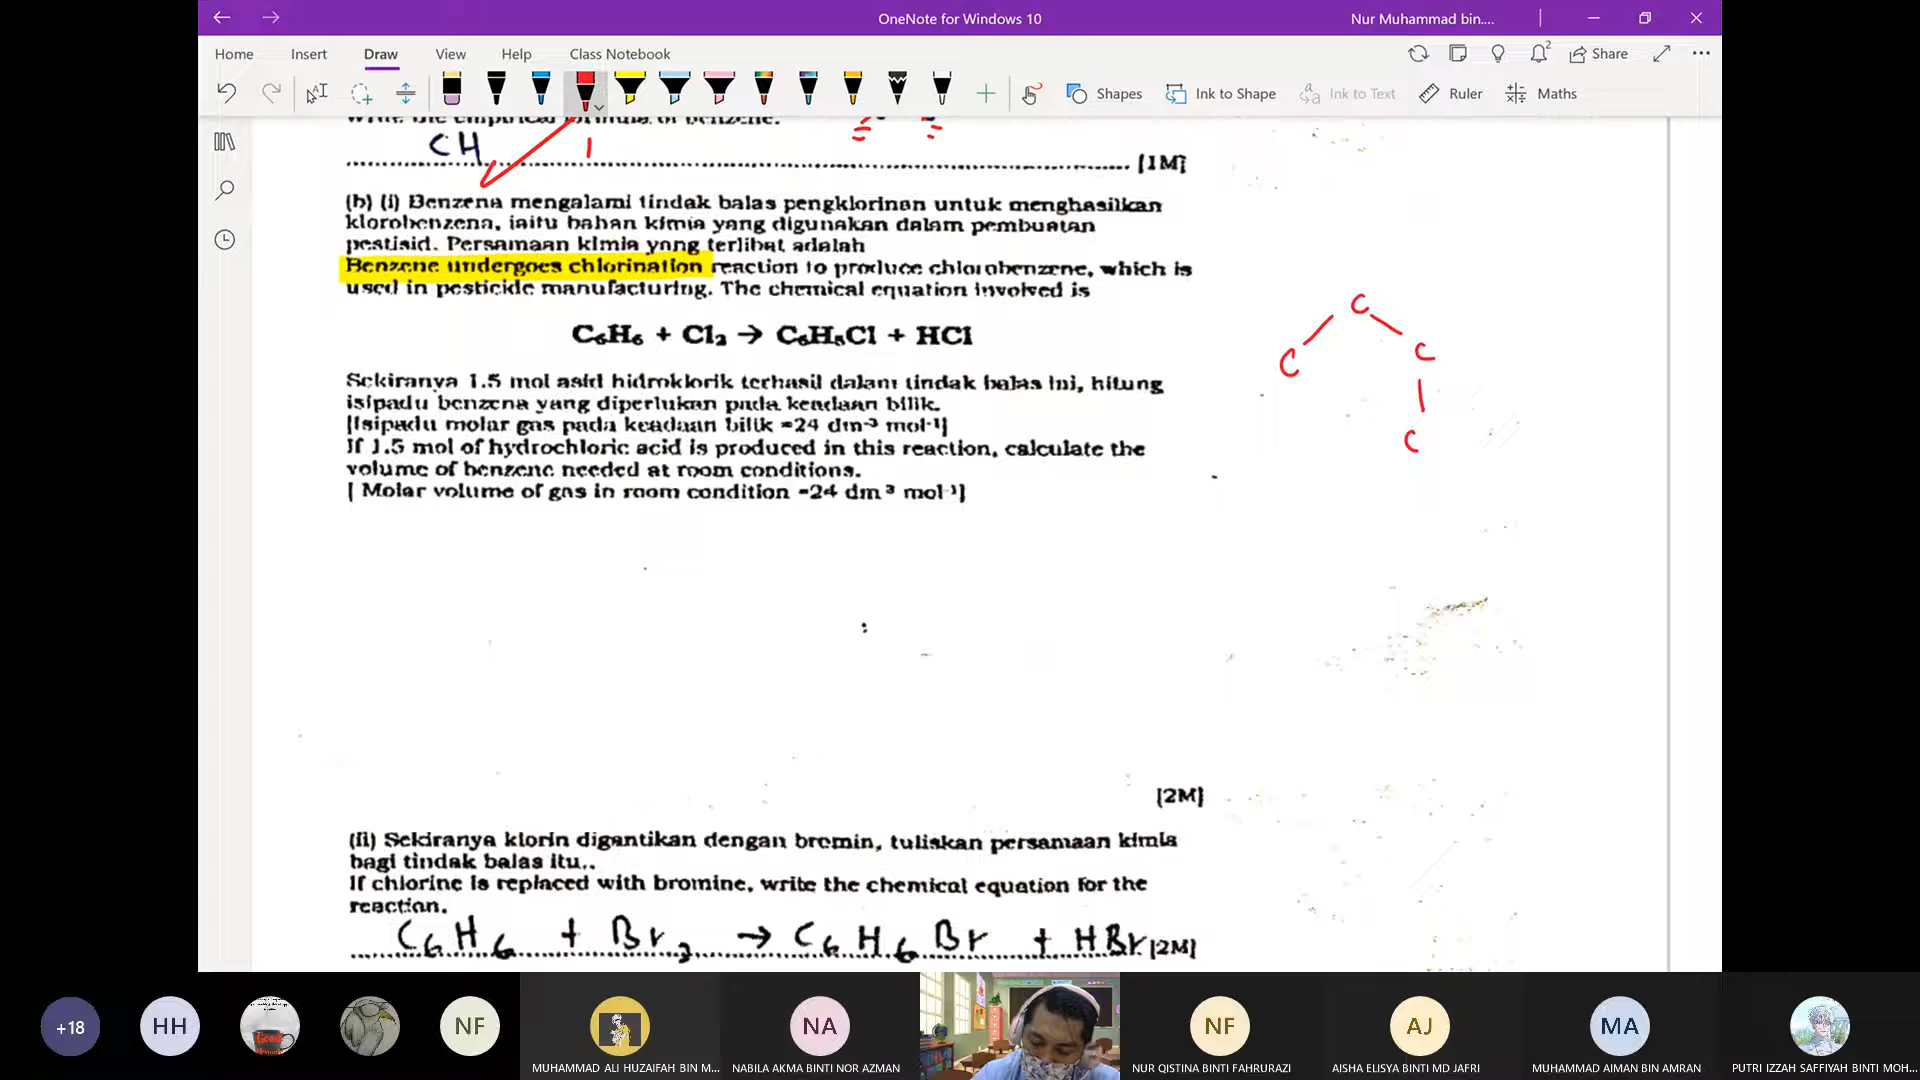 OneNote for Windows 10
Nur Muhammad bin....
Home Insert Draw View Help Class Notebook
2 Share
Shapes Ink to Shape Ink to Text Ruler Maths
Write the empirical formula of benzene.
CH
[1M]
(b) (i) Benzena mengalami tindak balas pengklorinan untuk menghasilkan
klorobenzena, iaitu bahan kimia yang digunakan dalam pembuatan
pestisid. Persamaan kimia yang terlibat adalah
Benzene undergoes chlorination reaction to produce chlorobenzene, which is
used in pesticide manufacturing. The chemical equation involved is
C₆H₆ + Cl₂ → C₆H₅Cl + HCl
C
C C
C
Sekiranya 1.5 mol asid hidroklorik terhasil dalam tindak balas ini, hitung
isipadu benzena yang diperlukan pada keadaan bilik.
[Isipadu molar gas pada keadaan bilik =24 dm⁻³ mol⁻¹]
If 1.5 mol of hydrochloric acid is produced in this reaction, calculate the
volume of benzene needed at room conditions.
[ Molar volume of gas in room condition =24 dm³ mol⁻¹]
[2M]
(ii) Sekiranya klorin digantikan dengan bromin, tuliskan persamaan kimia
bagi tindak balas itu..
If chlorine is replaced with bromine, write the chemical equation for the
reaction.
C₆H₆ + Br₂ → C₆H₆Br + HBr [2M]
+18 HH NF NA NF AJ MA
MUHAMMAD ALI HUZAIFAH BIN M... NABILA AKMA BINTI NOR AZMAN NUR QISTINA BINTI FAHRURAZI AISHA ELISYA BINTI MD JAFRI MUHAMMAD AIMAN BIN AMRAN PUTRI IZZAH SAFFIYAH BINTI MOH...